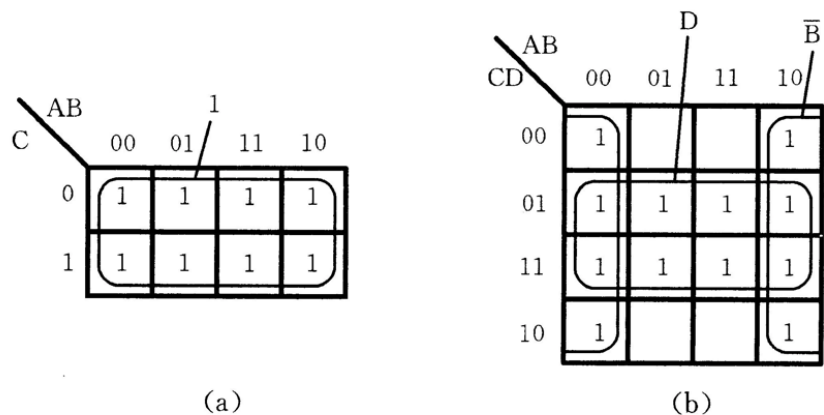 AB
C
1
00 01 11 10
0 1 1 1 1
1 1 1 1 1
(a)
AB
CD
D
B̅
00 01 11 10
00 1 1
01 1 1 1 1
11 1 1 1 1
10 1 1
(b)